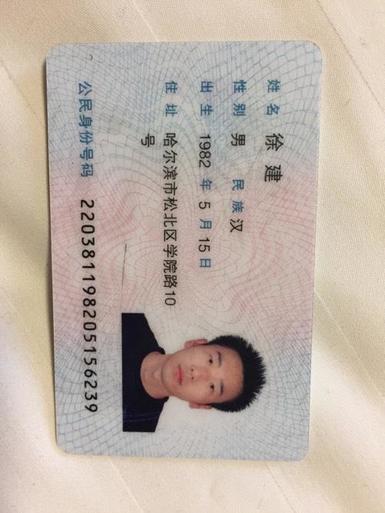 姓名 徐建
性别 男 民族 汉
出生 1982 年 5 月 15 日
住址 哈尔滨市松北区学院路10
号
公民身份号码 220381198205156239